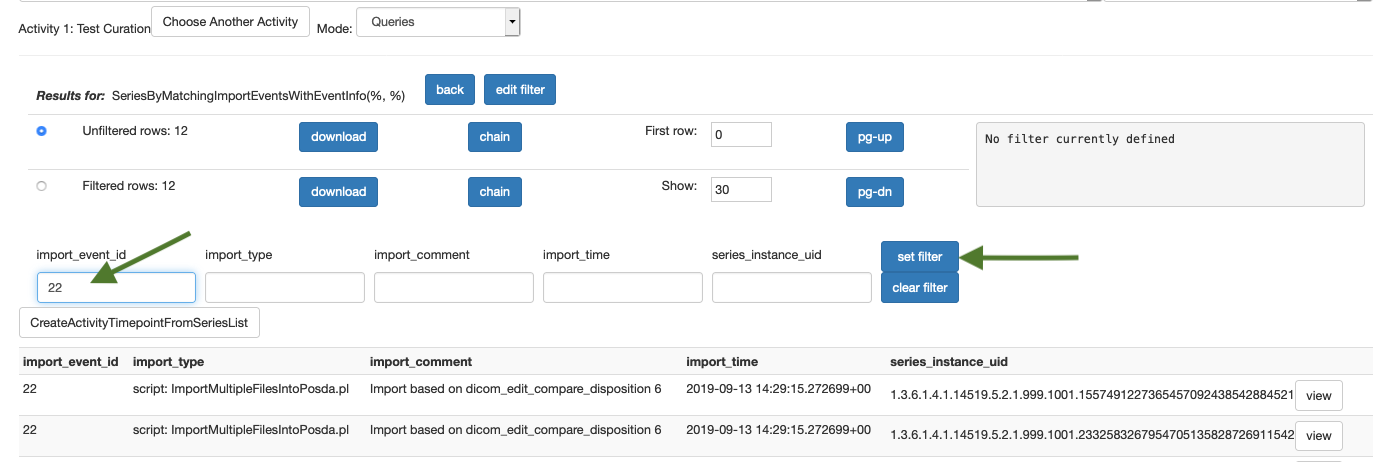 Activity 1: Test Curation Choose Another Activity Mode: Queries
Results for: SeriesByMatchingImportEventsWithEventInfo(%, %) back edit filter
Unfiltered rows: 12 download chain First row: 0 pg-up No filter currently defined
Filtered rows: 12 download chain Show: 30 pg-dn
import_event_id import_type import_comment import_time series_instance_uid set filter
22 clear filter
CreateActivityTimepointFromSeriesList
import_event_id import_type import_comment import_time series_instance_uid
22 script: ImportMultipleFilesIntoPosda.pl Import based on dicom_edit_compare_disposition 6 2019-09-13 14:29:15.272699+00 1.3.6.1.4.1.14519.5.2.1.999.1001.1557491227365457092438542884521 view
22 script: ImportMultipleFilesIntoPosda.pl Import based on dicom_edit_compare_disposition 6 2019-09-13 14:29:15.272699+00 1.3.6.1.4.1.14519.5.2.1.999.1001.2332583267954705135828726911542 view